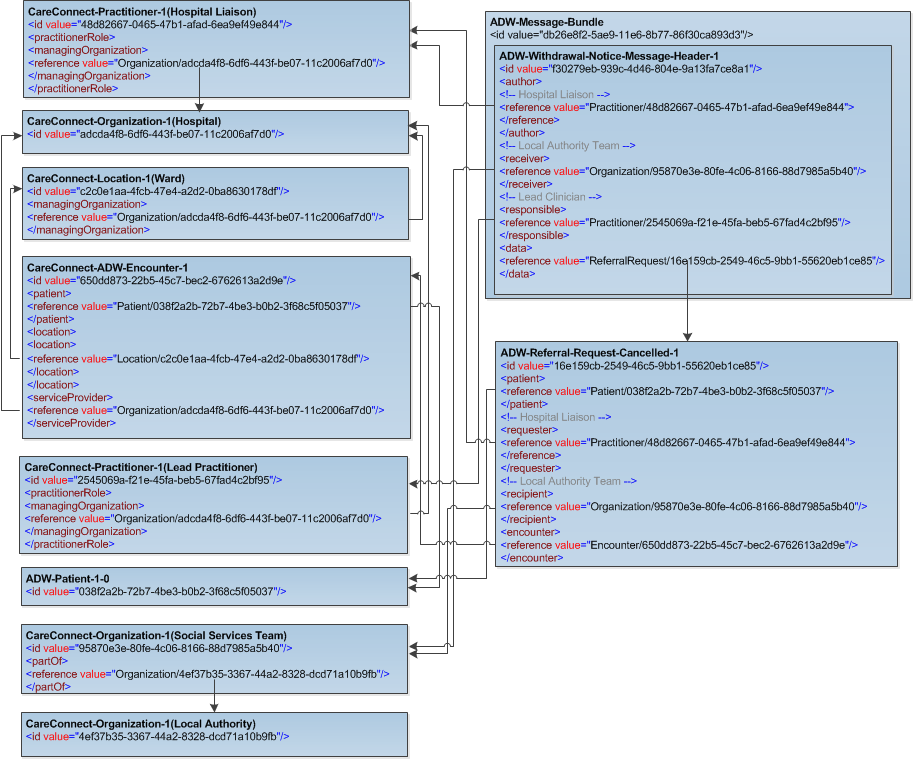 CareConnect-Practitioner-1(Hospital Liaison)
<id value="48d82667-0465-47b1-afad-6ea9ef49e844"/>
<practitionerRole>
<managingOrganization>
<reference value="Organization/adcda4f8-6df6-443f-be07-11c2006af7d0"/>
</managingOrganization>
</practitionerRole>
CareConnect-Organization-1(Hospital)
<id value="adcda4f8-6df6-443f-be07-11c2006af7d0"/>
CareConnect-Location-1(Ward)
<id value="c2c0e1aa-4fcb-47e4-a2d2-0ba8630178df"/>
<managingOrganization>
<reference value="Organization/adcda4f8-6df6-443f-be07-11c2006af7d0"/>
</managingOrganization>
CareConnect-ADW-Encounter-1
<id value="650dd873-22b5-45c7-bec2-6762613a2d9e"/>
<patient>
<reference value="Patient/038f2a2b-72b7-4be3-b0b2-3f68c5f05037"/>
</patient>
<location>
<location>
<reference value="Location/c2c0e1aa-4fcb-47e4-a2d2-0ba8630178df"/>
</location>
</location>
<serviceProvider>
<reference value="Organization/adcda4f8-6df6-443f-be07-11c2006af7d0"/>
</serviceProvider>
CareConnect-Practitioner-1(Lead Practitioner)
<id value="2545069a-f21e-45fa-beb5-67fad4c2bf95"/>
<practitionerRole>
<managingOrganization>
<reference value="Organization/adcda4f8-6df6-443f-be07-11c2006af7d0"/>
</managingOrganization>
</practitionerRole>
ADW-Patient-1-0
<id value="038f2a2b-72b7-4be3-b0b2-3f68c5f05037"/>
CareConnect-Organization-1(Social Services Team)
<id value="95870e3e-80fe-4c06-8166-88d7985a5b40"/>
<partOf>
<reference value="Organization/4ef37b35-3367-44a2-8328-dcd71a10b9fb"/>
</partOf>
CareConnect-Organization-1(Local Authority)
<id value="4ef37b35-3367-44a2-8328-dcd71a10b9fb"/>
ADW-Message-Bundle
<id value="db26e8f2-5ae9-11e6-8b77-86f30ca893d3"/>
ADW-Withdrawal-Notice-Message-Header-1
<id value="f30279eb-939c-4d46-804e-9a13fa7ce8a1"/>
<author>
<!-- Hospital Liaison -->
<reference value="Practitioner/48d82667-0465-47b1-afad-6ea9ef49e844">
</reference>
</author>
<!-- Local Authority Team -->
<receiver>
<reference value="Organization/95870e3e-80fe-4c06-8166-88d7985a5b40"/>
</receiver>
<!-- Lead Clinician -->
<responsible>
<reference value="Practitioner/2545069a-f21e-45fa-beb5-67fad4c2bf95"/>
</responsible>
<data>
<reference value="ReferralRequest/16e159cb-2549-46c5-9bb1-55620eb1ce85"/>
</data>
ADW-Referral-Request-Cancelled-1
<id value="16e159cb-2549-46c5-9bb1-55620eb1ce85"/>
<patient>
<reference value="Patient/038f2a2b-72b7-4be3-b0b2-3f68c5f05037"/>
</patient>
<!-- Hospital Liaison -->
<requester>
<reference value="Practitioner/48d82667-0465-47b1-afad-6ea9ef49e844">
</reference>
</requester>
<!-- Local Authority Team -->
<recipient>
<reference value="Organization/95870e3e-80fe-4c06-8166-88d7985a5b40"/>
</recipient>
<encounter>
<reference value="Encounter/650dd873-22b5-45c7-bec2-6762613a2d9e"/>
</encounter>